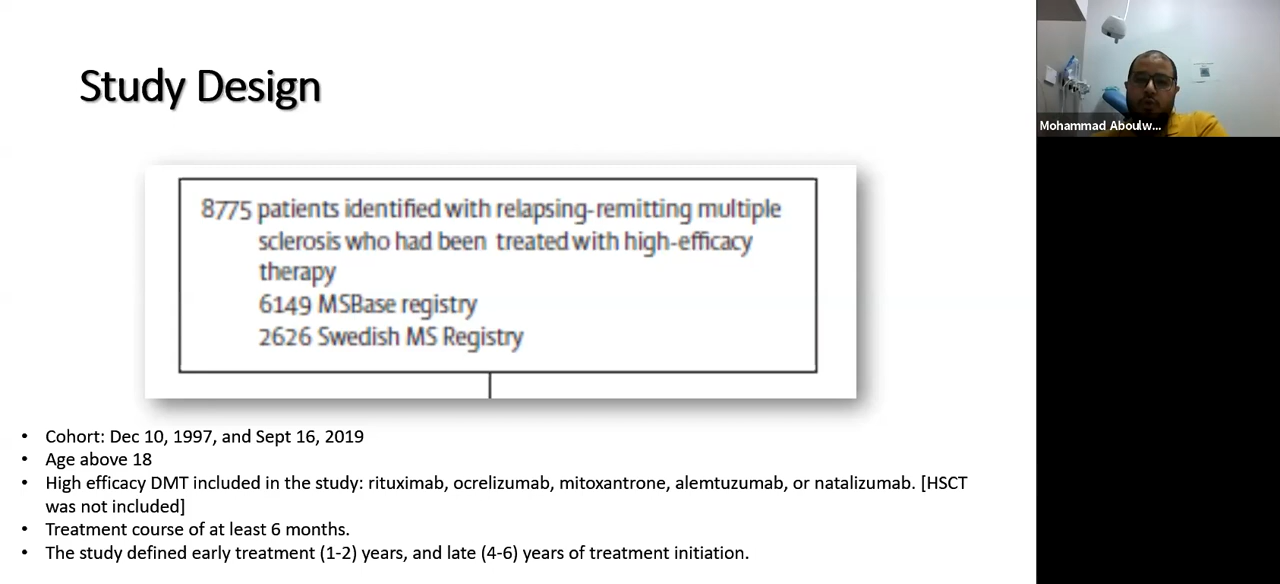 Study Design
8775 patients identified with relapsing-remitting multiple
sclerosis who had been treated with high-efficacy
therapy
6149 MSBase registry
2626 Swedish MS Registry
• Cohort: Dec 10, 1997, and Sept 16, 2019
• Age above 18
• High efficacy DMT included in the study: rituximab, ocrelizumab, mitoxantrone, alemtuzumab, or natalizumab. [HSCT
was not included]
• Treatment course of at least 6 months.
• The study defined early treatment (1-2) years, and late (4-6) years of treatment initiation.
Mohammad Aboulw...